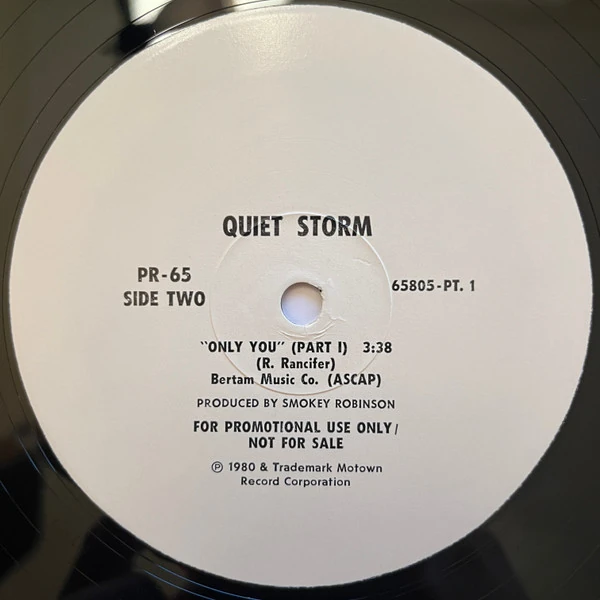 QUIET STORM
PR-65
SIDE TWO
65805-PT. 1
"ONLY YOU" (PART I) 3:38
(R. Rancifer)
Bertam Music Co. (ASCAP)
PRODUCED BY SMOKEY ROBINSON
FOR PROMOTIONAL USE ONLY/
NOT FOR SALE
℗ 1980 & Trademark Motown
Record Corporation